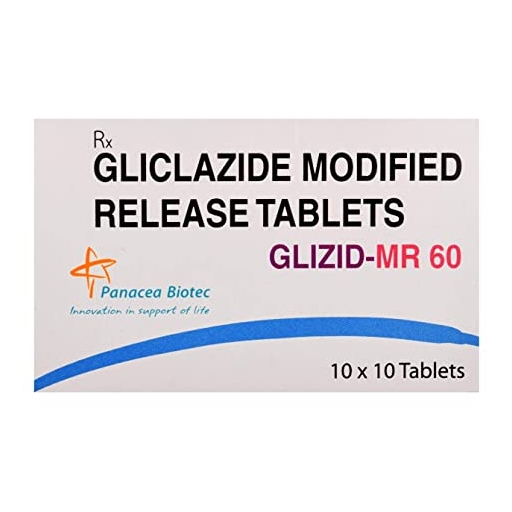 Rx
GLICLAZIDE MODIFIED
RELEASE TABLETS
GLIZID-MR 60
Panacea Biotec
Innovation in support of life
10 x 10 Tablets